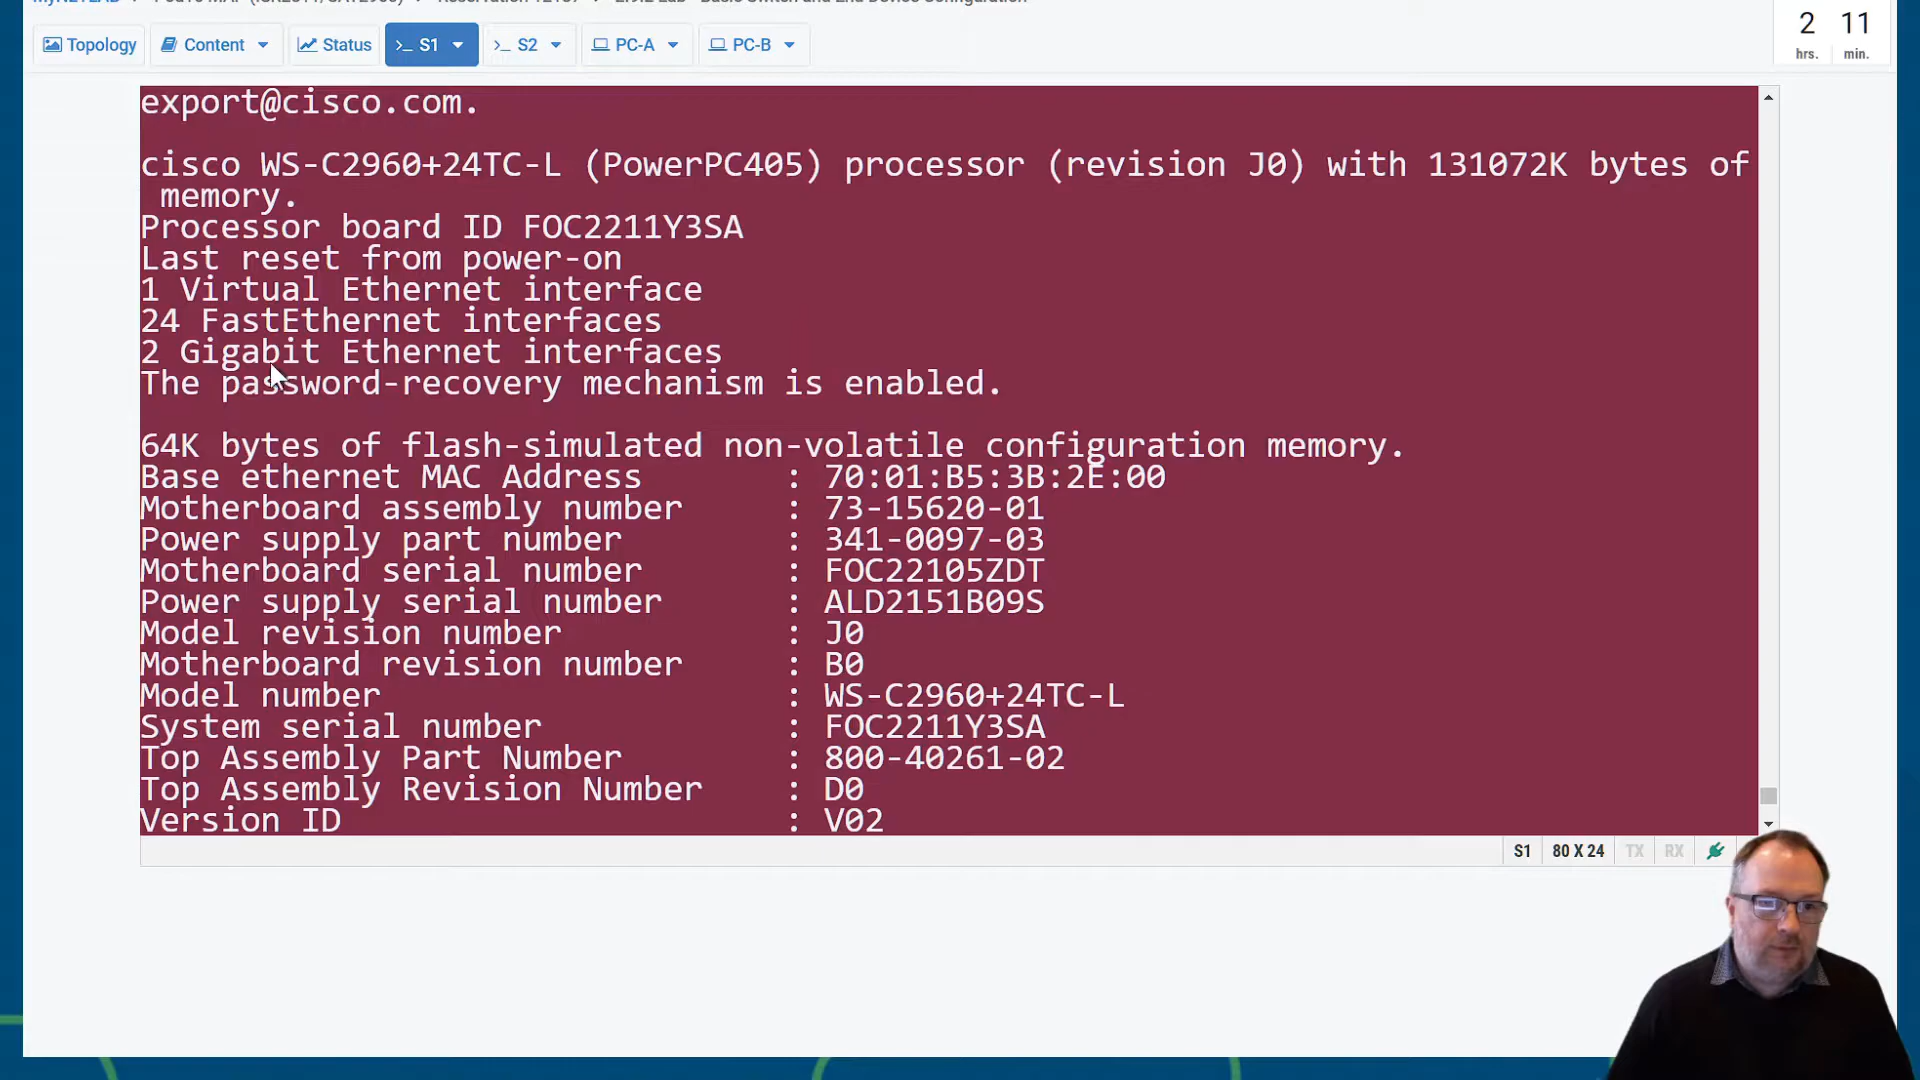 Topology
Content
Status
>_ S1
>_ S2
PC-A
PC-B
2 11
hrs. min.
export@cisco.com.
cisco WS-C2960+24TC-L (PowerPC405) processor (revision J0) with 131072K bytes of
memory.
Processor board ID FOC2211Y3SA
Last reset from power-on
1 Virtual Ethernet interface
24 FastEthernet interfaces
2 Gigabit Ethernet interfaces
The password-recovery mechanism is enabled.
64K bytes of flash-simulated non-volatile configuration memory.
Base ethernet MAC Address : 70:01:B5:3B:2E:00
Motherboard assembly number : 73-15620-01
Power supply part number : 341-0097-03
Motherboard serial number : FOC22105ZDT
Power supply serial number : ALD2151B09S
Model revision number : J0
Motherboard revision number : B0
Model number : WS-C2960+24TC-L
System serial number : FOC2211Y3SA
Top Assembly Part Number : 800-40261-02
Top Assembly Revision Number : D0
Version ID : V02
S1 80 X 24 TX RX